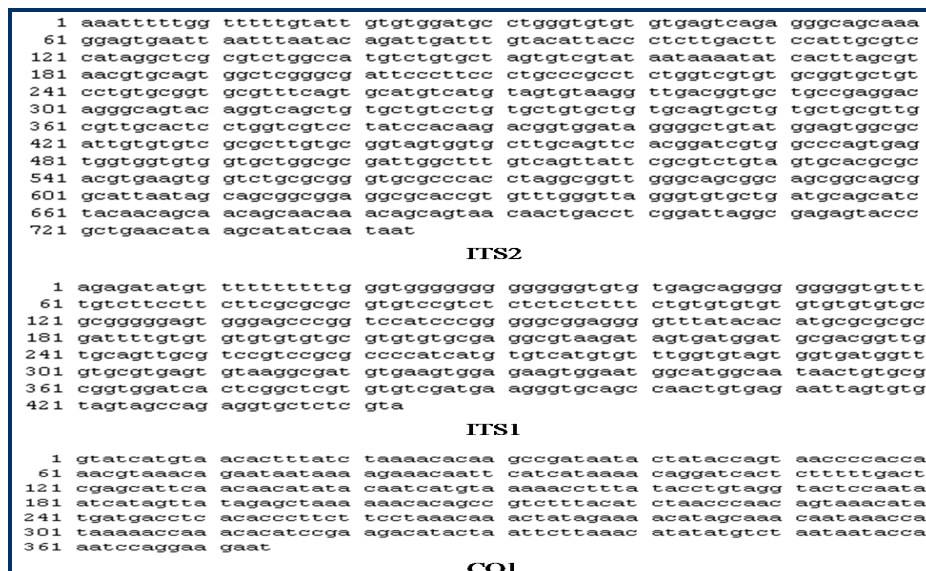 1 aaatttttgg tttttgtatt gtgtggatgc ctgggtgtgt gtgagtcaga gggcagcaaa
61 ggagtgaatt aatttaatac agattgattt gtacattacc ctcttgactt ccattgcgtc
121 cataggctcg cgtctggcca tgtctgtgct agtgtcgtat aataaaatat cacttagcgt
181 aacgtgcagt ggctcgggcg attcccttcc ctgcccgcct ctggtcgtgt gcggtgctgt
241 cctgtgcggt gcgtttcagt gcatgtcatg tagtgtaagg ttgacggtgc tgccgaggac
301 agggcagtac aggtcagctg tgctgtcctg tgctgtgctg tgcagtgctg tgctgcgttg
361 cgttgcactc ctggtcgtcc tatccacaag acggtggata ggggctgtat ggagtggcgc
421 attgtgtgtc gcgcttgtgc ggtagtggtg cttgcagttc acggatcgtg gcccagtgag
481 tggtggtgtg gtgctggcgc gattggcttt gtcagttatt cgcgtctgta gtgcacgcgc
541 acgtgaagtg gtctgcgcgg gtgcgcccac ctaggcggtt gggcagcggc agcggcagcg
601 gcattaatag cagcggcgga ggcgcaccgt gtttgggtta gggtgtgctg atgcagcatc
661 tacaacagca acagcaacaa acagcagtaa caactgacct cggattaggc gagagtaccc
721 gctgaacata agcatatcaa taat
ITS2
1 agagatatgt tttttttttg ggtggggggg ggggggtgtg tgagcagggg gggggtgttt
61 tgtcttcctt cttcgcgcgc gtgtccgtct ctctctcttt ctgtgtgtgt gtgtgtgtgc
121 gcgggggagt gggagcccgg tccatcccgg gggcggaggg gtttatacac atgcgcgcgc
181 gattttgtgt gtgtgtgtgc gtgtgtgcga ggcgtaagat agtgatggat gcgacggttg
241 tgcagttgcg tccgtccgcg ccccatcatg tgtcatgtgt ttggtgtagt ggtgatggtt
301 gtgcgtgagt gtaaggcgat gtgaagtgga gaagtggaat ggcatggcaa taactgtgcg
361 cggtggatca ctcggctcgt gtgtcgatga agggtgcagc caactgtgag aattagtgtg
421 tagtagccag aggtgctctc gta
ITS1
1 gtatcatgta acactttatc taaaacacaa gccgataata ctataccagt aaccccacca
61 aacgtaaaca gaataataaa agaaacaatt catcataaaa caggatccact ctttttgact
121 cgagcattca acaacatata caatcatgta aaaaccttta tacctgtagg tactccaata
181 atcatagtta tagagctaaa aaacacagcc gtctttacat ctaacccaac agtaaacata
241 tgatgacctc acacccttct tcctaaacaa actatagaaa acatagcaaa caataaacca
301 taaaaaccaa acacatccga agacatacta attcttaaac atatatgtct aataatacca
361 aatccaggaa gaat
CO1